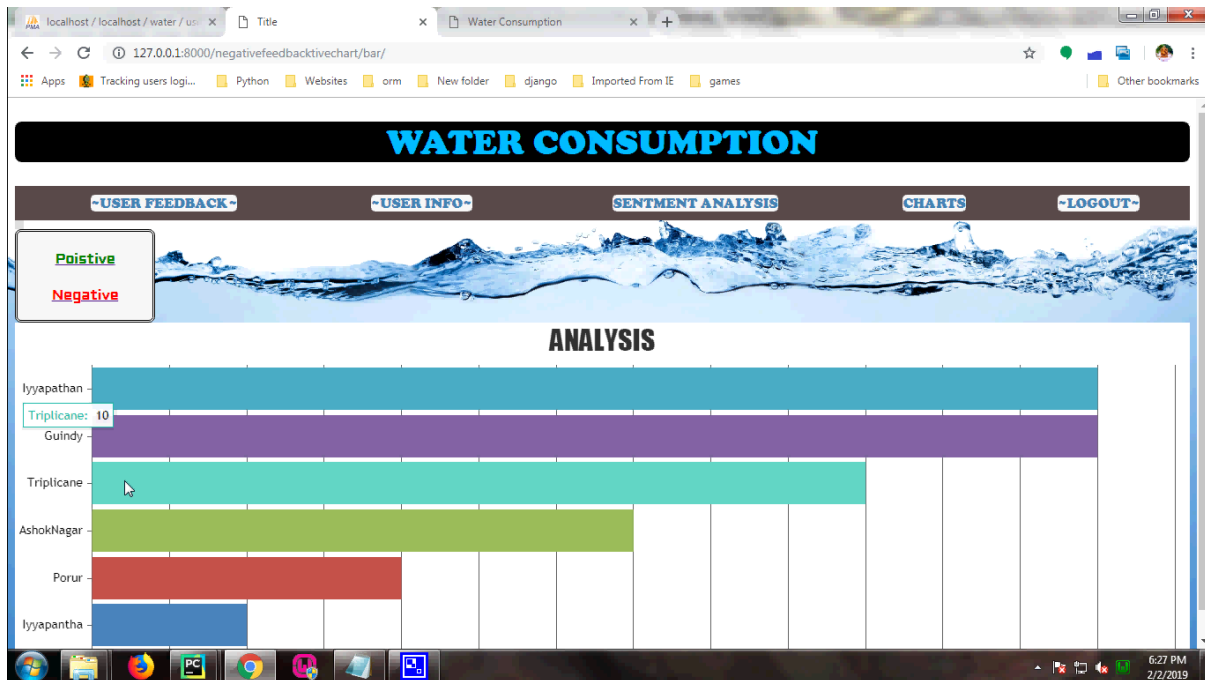 localhost / localhost / water / use
Title
Water Consumption
127.0.0.1:8000/negativefeedbacktivechart/bar/
Apps
Tracking users logi...
Python
Websites
orm
New folder
django
Imported From IE
games
Other bookmarks
WATER CONSUMPTION
~USER FEEDBACK~
~USER INFO~
SENTMENT ANALYSIS
CHARTS
~LOGOUT~
Poistive
Negative
ANALYSIS
Iyyapathan
Triplicane: 10
Guindy
Triplicane
AshokNagar
Porur
Iyyapantha
6:27 PM
2/2/2019